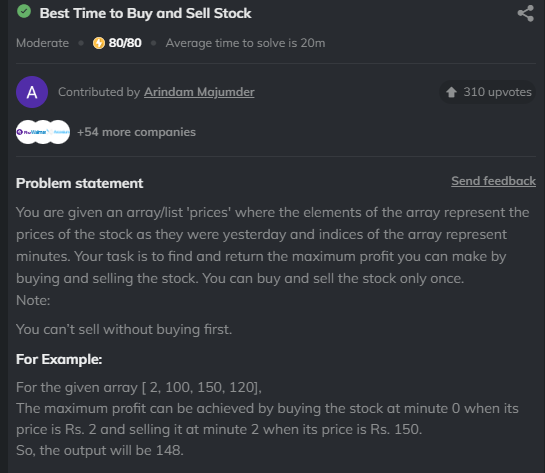 Best Time to Buy and Sell Stock
Moderate • 80/80 • Average time to solve is 20m
A Contributed by Arindam Majumder 310 upvotes
+54 more companies
Problem statement Send feedback
You are given an array/list 'prices' where the elements of the array represent the
prices of the stock as they were yesterday and indices of the array represent
minutes. Your task is to find and return the maximum profit you can make by
buying and selling the stock. You can buy and sell the stock only once.
Note:
You can't sell without buying first.
For Example:
For the given array [ 2, 100, 150, 120],
The maximum profit can be achieved by buying the stock at minute 0 when its
price is Rs. 2 and selling it at minute 2 when its price is Rs. 150.
So, the output will be 148.